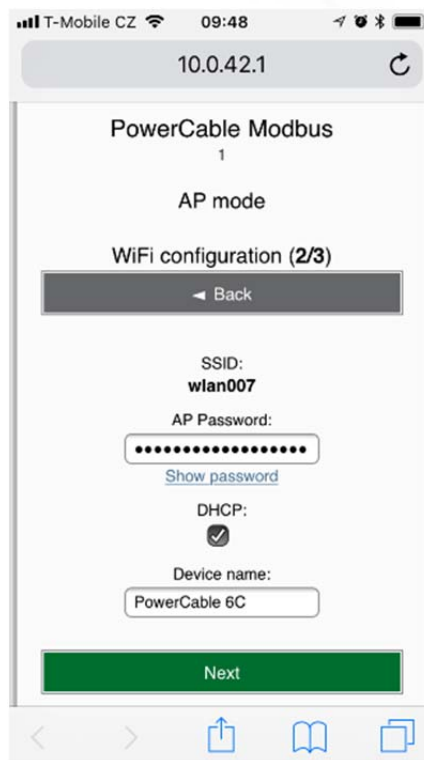 T-Mobile CZ 09:48
10.0.42.1
PowerCable Modbus
1
AP mode
WiFi configuration (2/3)
◄ Back
SSID:
wlan007
AP Password:
••••••••••••••••••
Show password
DHCP:
Device name:
PowerCable 6C
Next